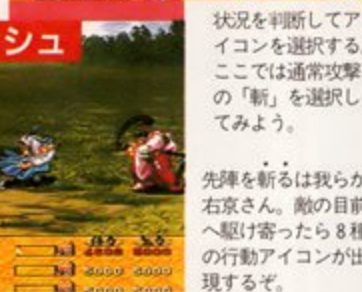 シュ
状況を判断してア
イコンを選択する
ここでは通常攻撃
の「斬」を選択し
てみよう。
先陣を斬るは我らが
右京さん。敵の目前
へ駆け寄ったら8種
の行動アイコンが出
現するぞ。